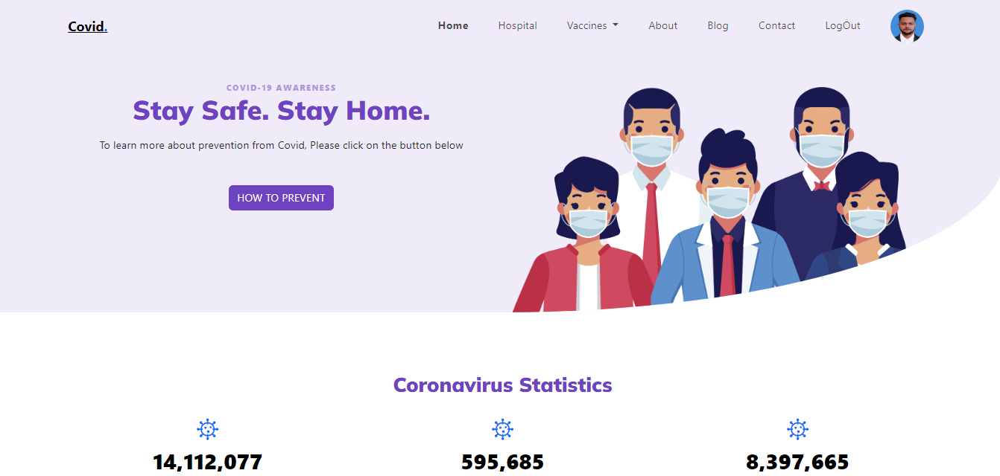 Covid.
Home Hospital Vaccines About Blog Contact LogOut
COVID-19 AWARENESS
Stay Safe. Stay Home.
To learn more about prevention from Covid, Please click on the button below
HOW TO PREVENT
Coronavirus Statistics
14,112,077 595,685 8,397,665